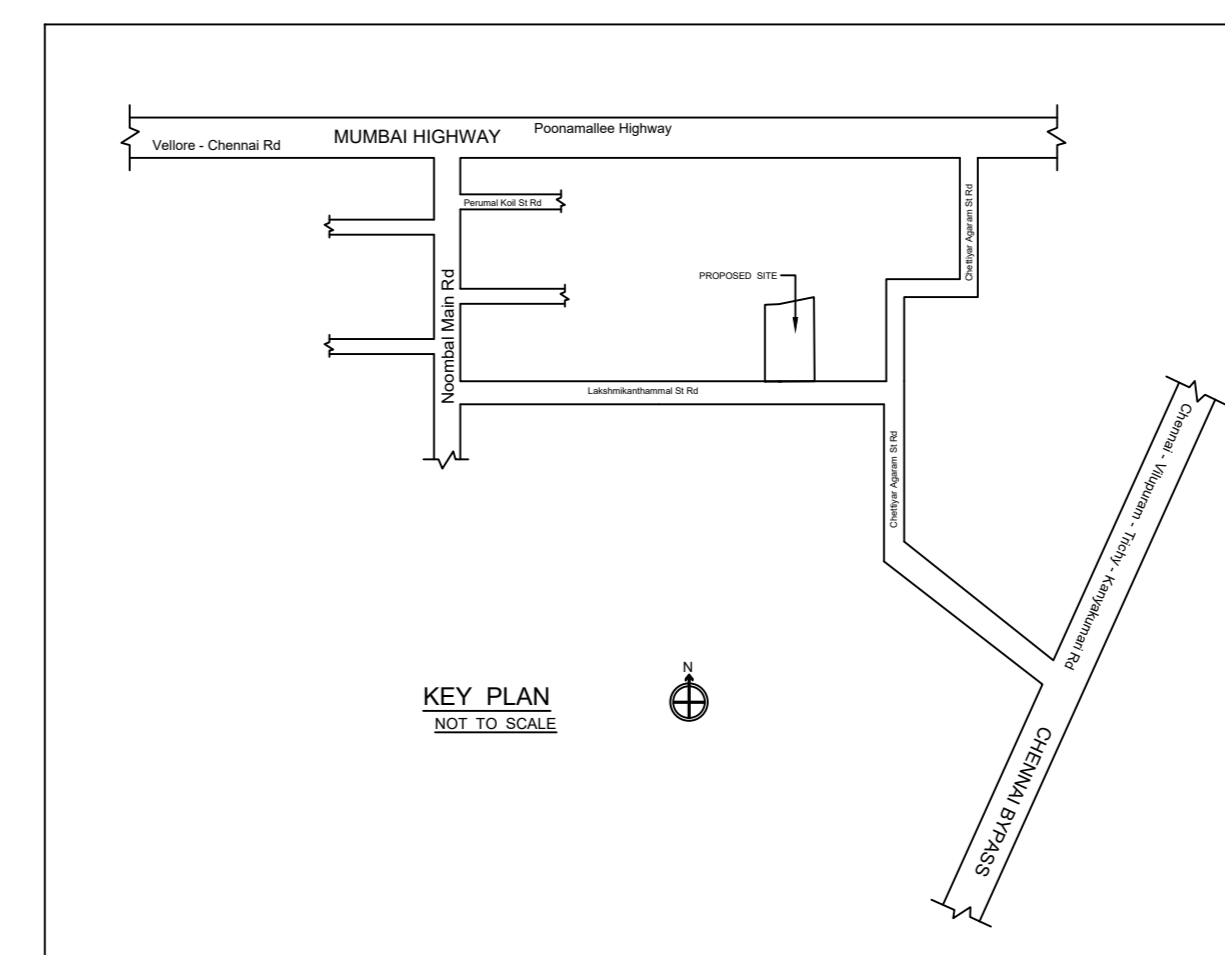 Poonamallee Highway
MUMBAI HIGHWAY
Vellore - Chennai Rd
Perumal Koil St Rd
Chettiyar Agaram St Rd
PROPOSED SITE
Noombal Main Rd
Lakshmikanthammal St Rd
Chettiyar Agaram St Rd
Chennai - Vilupuram - Trichy - Kanyakumari Rd
N
KEY PLAN
NOT TO SCALE
CHENNAI BYPASS